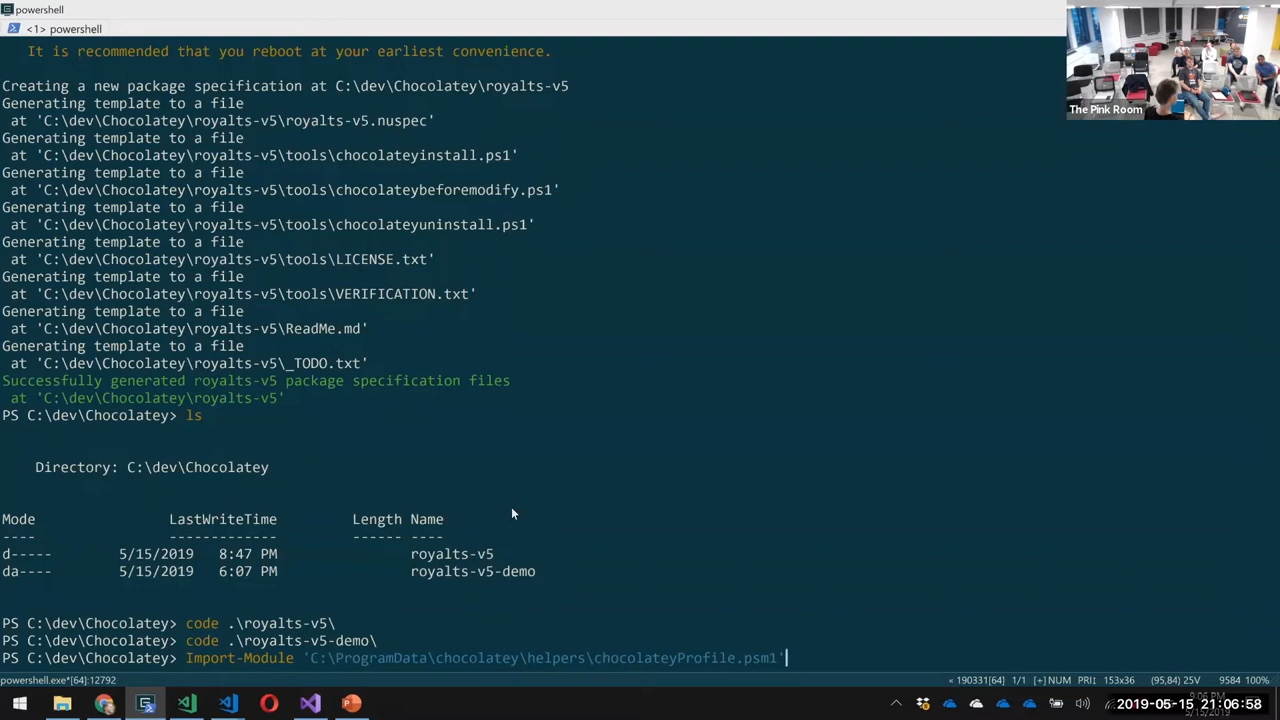 powershell
<1> powershell
It is recommended that you reboot at your earliest convenience.
Creating a new package specification at C:\dev\Chocolatey\royalts-v5
Generating template to a file
at 'C:\dev\Chocolatey\royalts-v5\royalts-v5.nuspec'
Generating template to a file
at 'C:\dev\Chocolatey\royalts-v5\tools\chocolateyinstall.ps1'
Generating template to a file
at 'C:\dev\Chocolatey\royalts-v5\tools\chocolateybeforemodify.ps1'
Generating template to a file
at 'C:\dev\Chocolatey\royalts-v5\tools\chocolateyuninstall.ps1'
Generating template to a file
at 'C:\dev\Chocolatey\royalts-v5\tools\LICENSE.txt'
Generating template to a file
at 'C:\dev\Chocolatey\royalts-v5\tools\VERIFICATION.txt'
Generating template to a file
at 'C:\dev\Chocolatey\royalts-v5\ReadMe.md'
Generating template to a file
at 'C:\dev\Chocolatey\royalts-v5\_TODO.txt'
Successfully generated royalts-v5 package specification files
at 'C:\dev\Chocolatey\royalts-v5'
PS C:\dev\Chocolatey> ls
Directory: C:\dev\Chocolatey
Mode LastWriteTime Length Name
---- ------------- ------ ----
d----- 5/15/2019 8:47 PM royalts-v5
da---- 5/15/2019 6:07 PM royalts-v5-demo
PS C:\dev\Chocolatey> code .\royalts-v5\
PS C:\dev\Chocolatey> code .\royalts-v5-demo\
PS C:\dev\Chocolatey> Import-Module 'C:\ProgramData\chocolatey\helpers\chocolateyProfile.psm1'
powershell.exe*[64]:12792
« 190331[64] 1/1 [+] NUM PRI↕ 153x36 (95,84) 25V 9584 100%
The Pink Room
9:06 PM
2019-05-15 21:06:58
5/15/2019